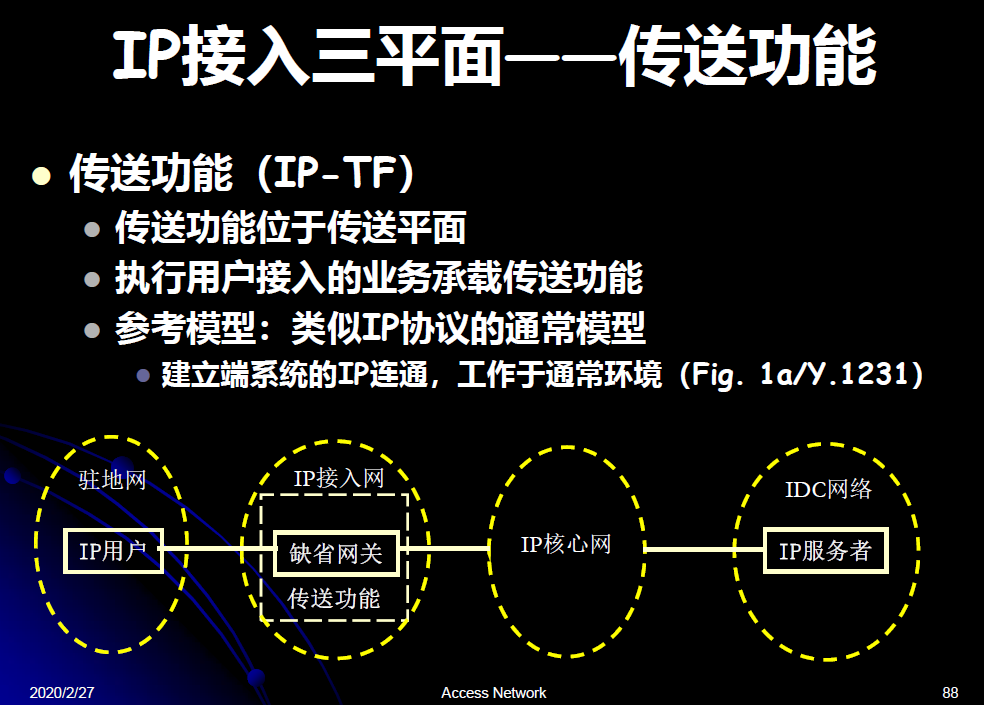 IP接入三平面——传送功能
传送功能（IP-TF）
传送功能位于传送平面
执行用户接入的业务承载传送功能
参考模型：类似IP协议的通常模型
建立端系统的IP连通，工作于通常环境（Fig. 1a/Y.1231）
驻地网
IP用户
IP接入网
缺省网关
传送功能
IP核心网
IDC网络
IP服务者
2020/2/27
Access Network
88